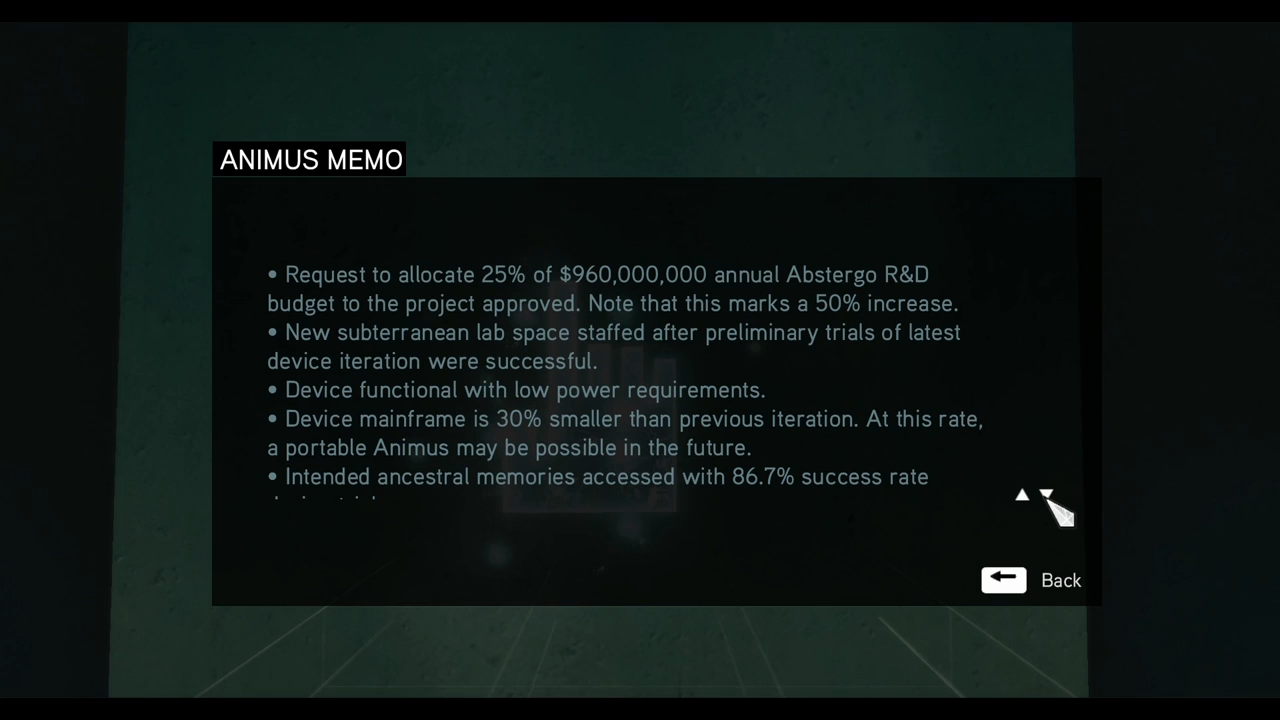 ANIMUS MEMO
• Request to allocate 25% of $960,000,000 annual Abstergo R&D
budget to the project approved. Note that this marks a 50% increase.
• New subterranean lab space staffed after preliminary trials of latest
device iteration were successful.
• Device functional with low power requirements.
• Device mainframe is 30% smaller than previous iteration. At this rate,
a portable Animus may be possible in the future.
• Intended ancestral memories accessed with 86.7% success rate
Back